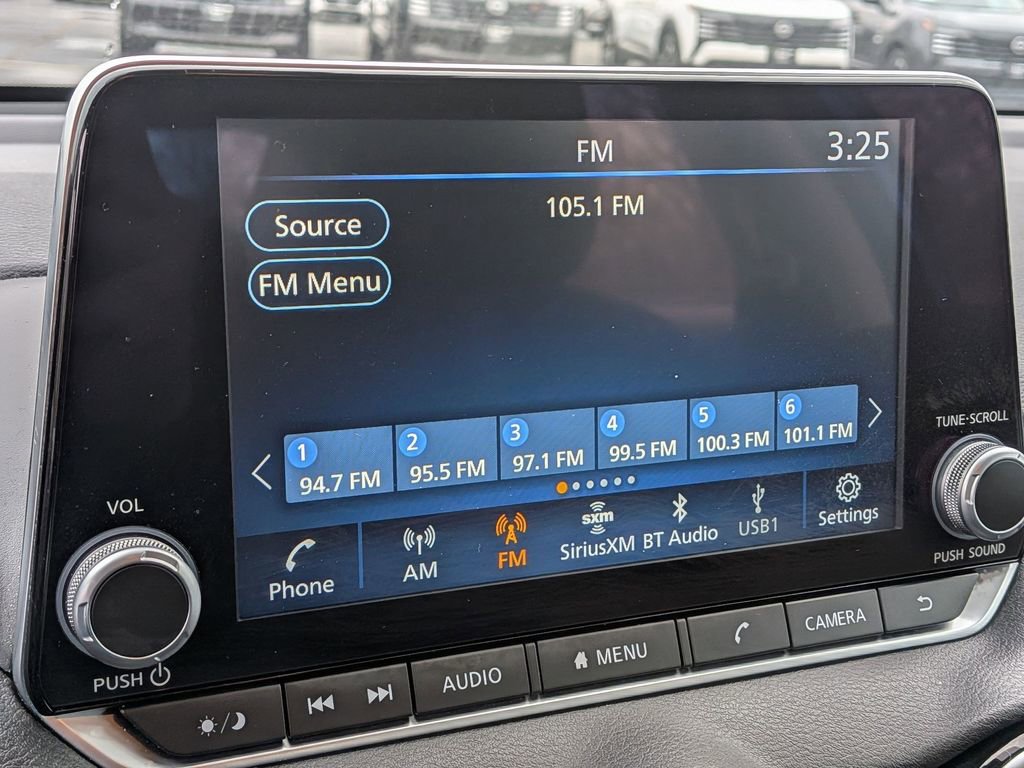 FM
3:25
Source
105.1 FM
FM Menu
1 94.7 FM
2 95.5 FM
3 97.1 FM
4 99.5 FM
5 100.3 FM
6 101.1 FM
Phone
AM
FM
sxm
SiriusXM
BT Audio
USB1
Settings
VOL
PUSH
TUNE·SCROLL
PUSH SOUND
AUDIO
MENU
CAMERA